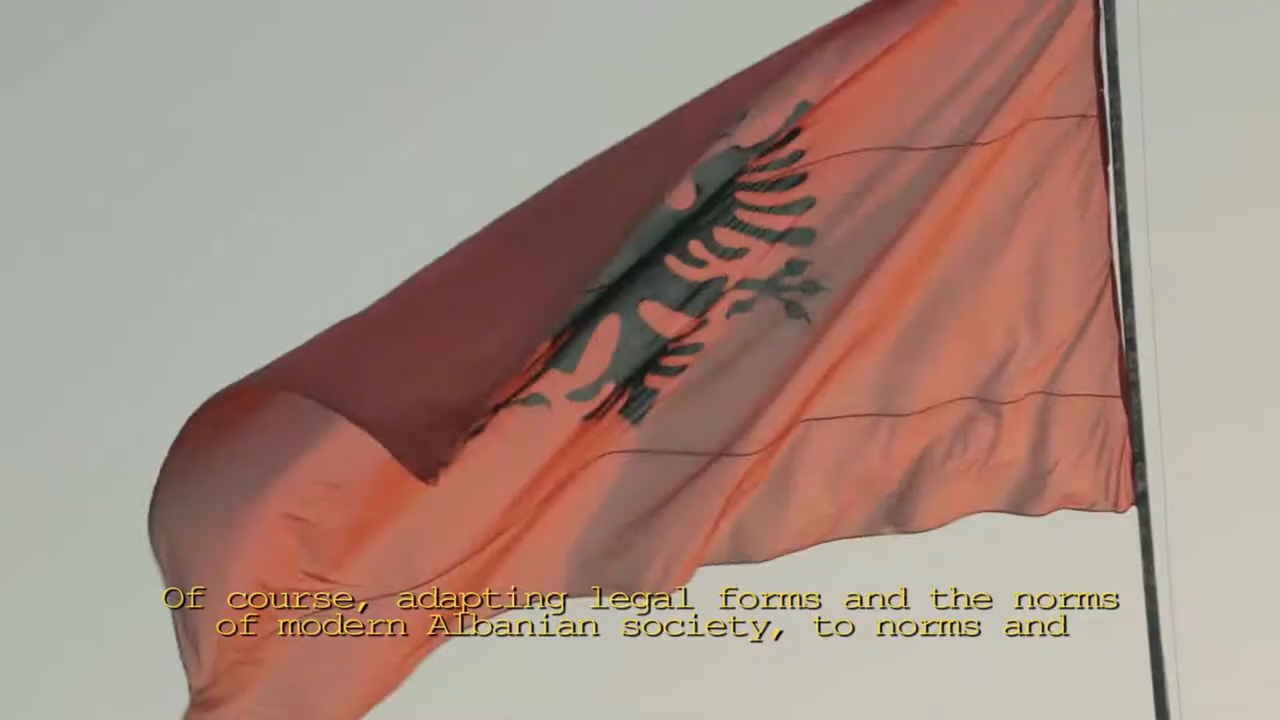 Of course, adapting legal forms and the norms
of modern Albanian society, to norms and